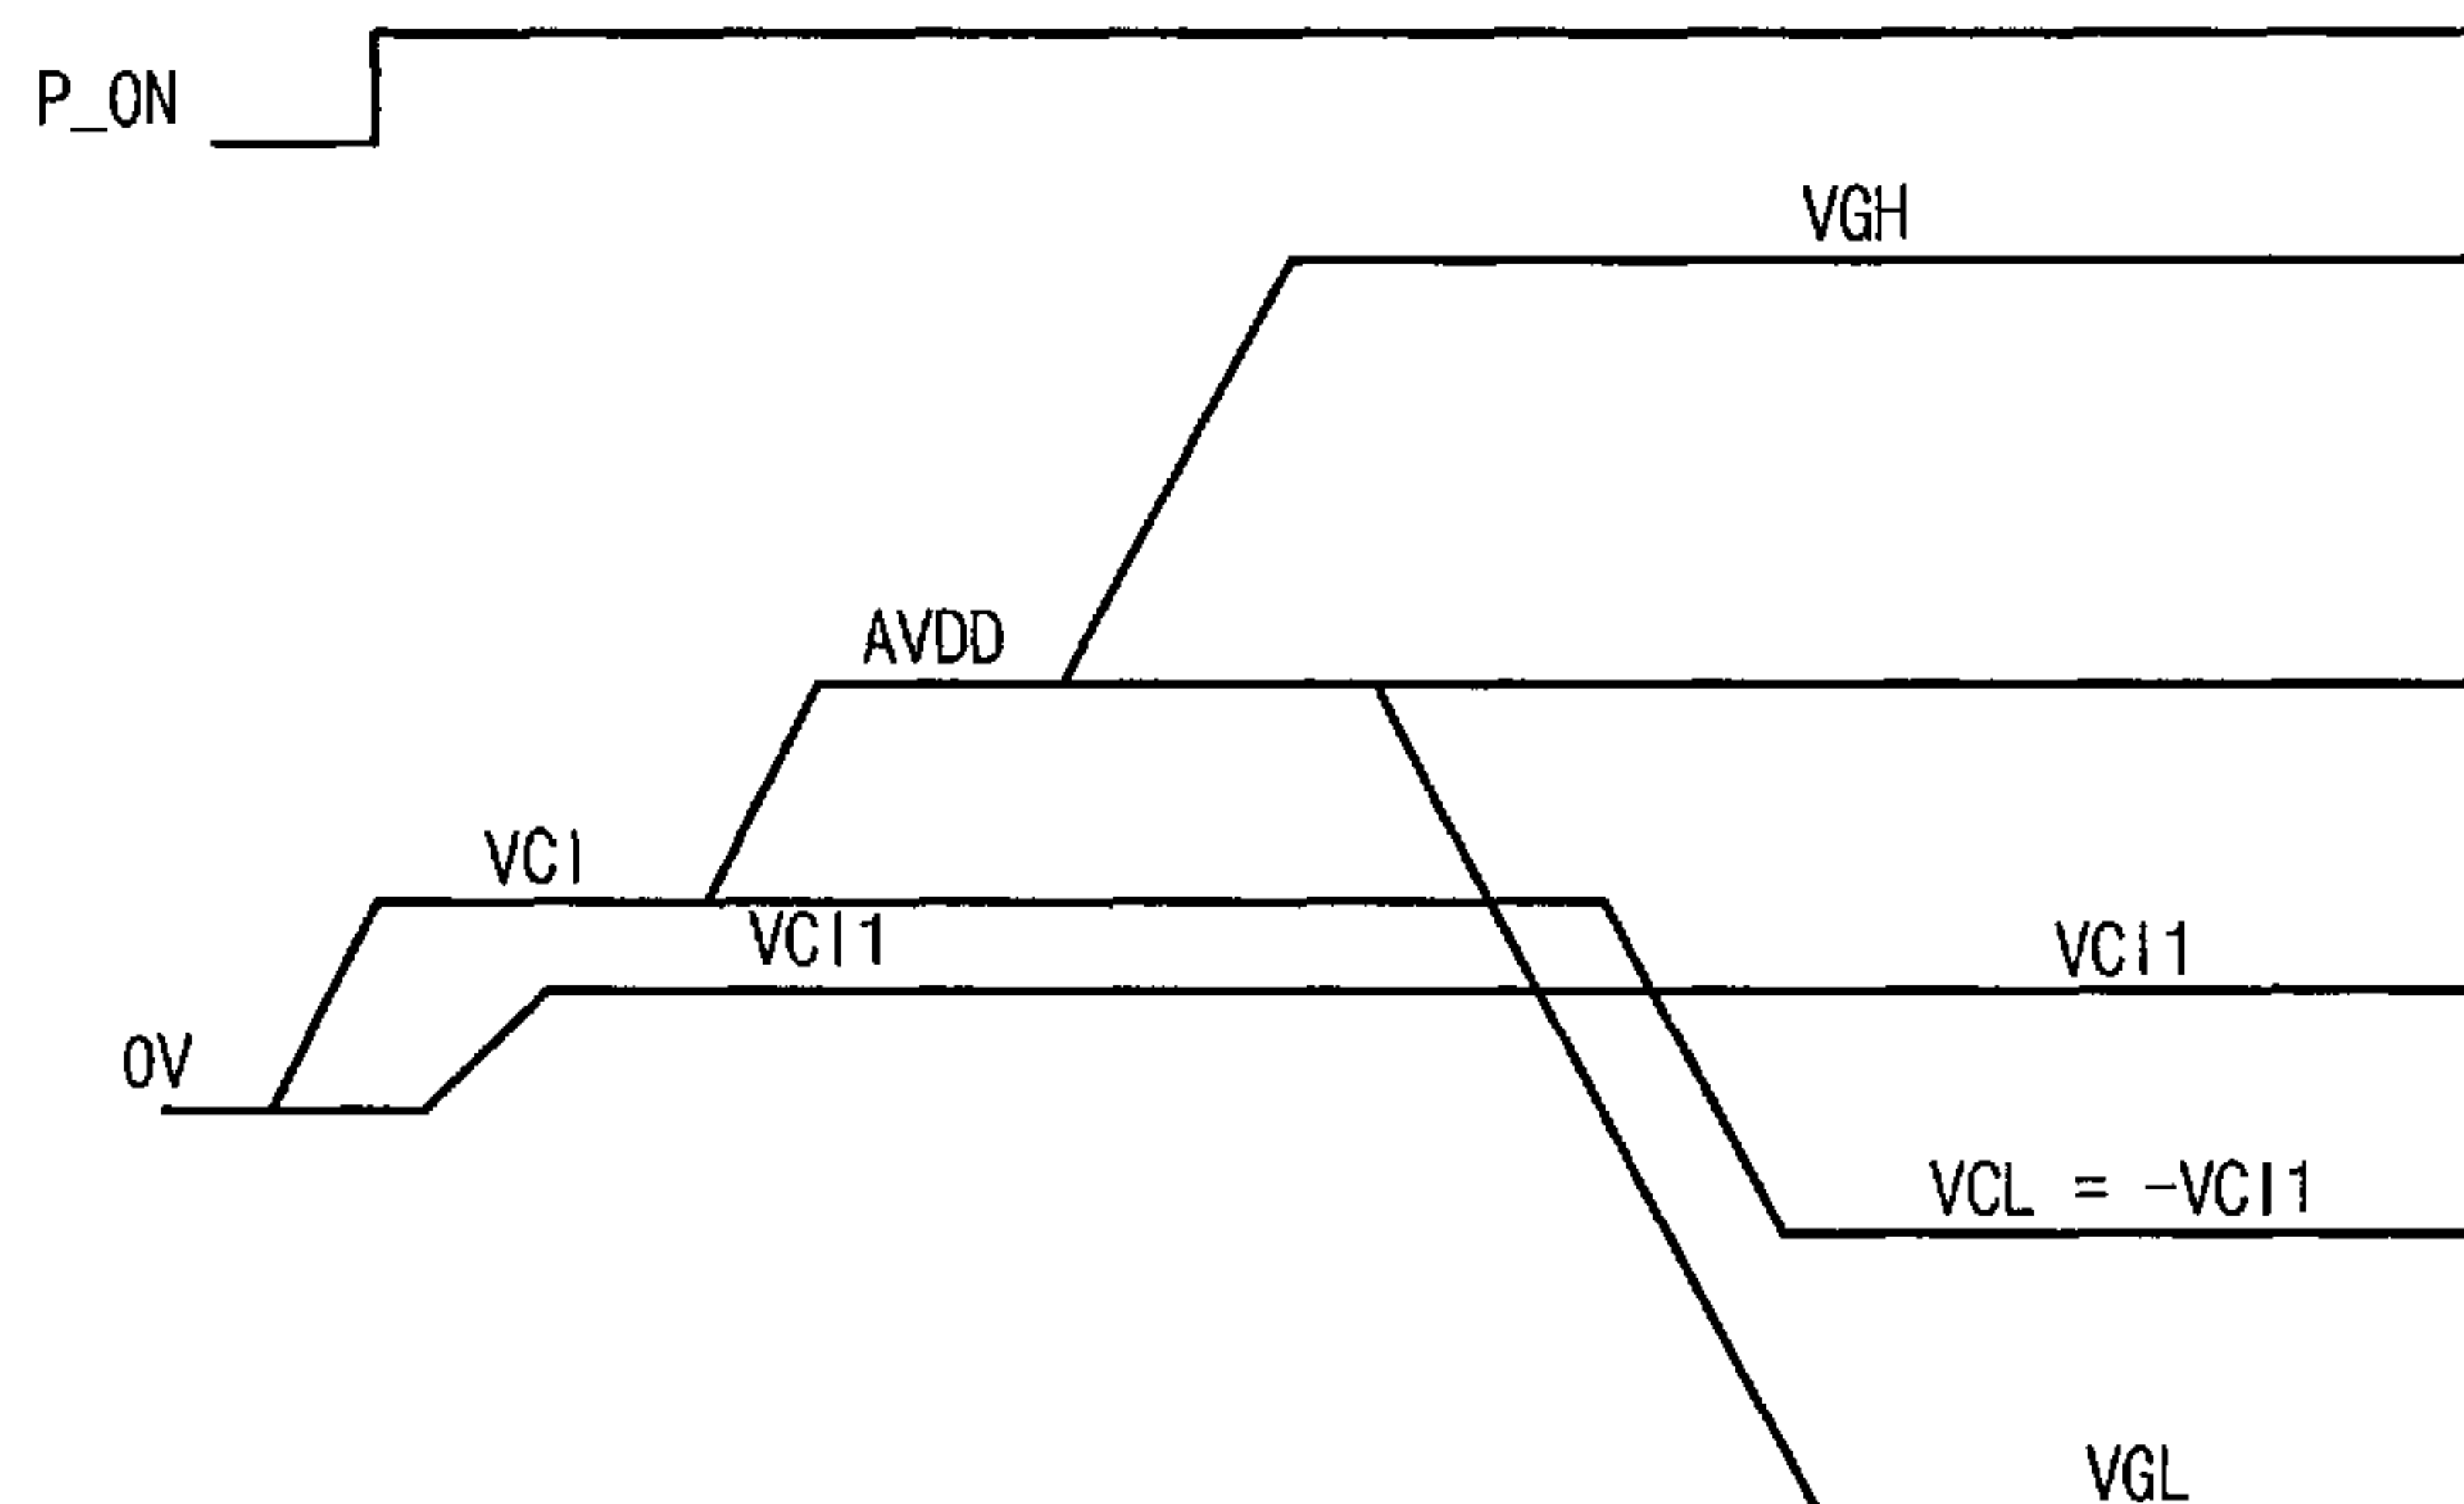 P_ON
VGH
AVDD
VCI
VCI1
VCI1
0V
VCL = -VCI1
VGL